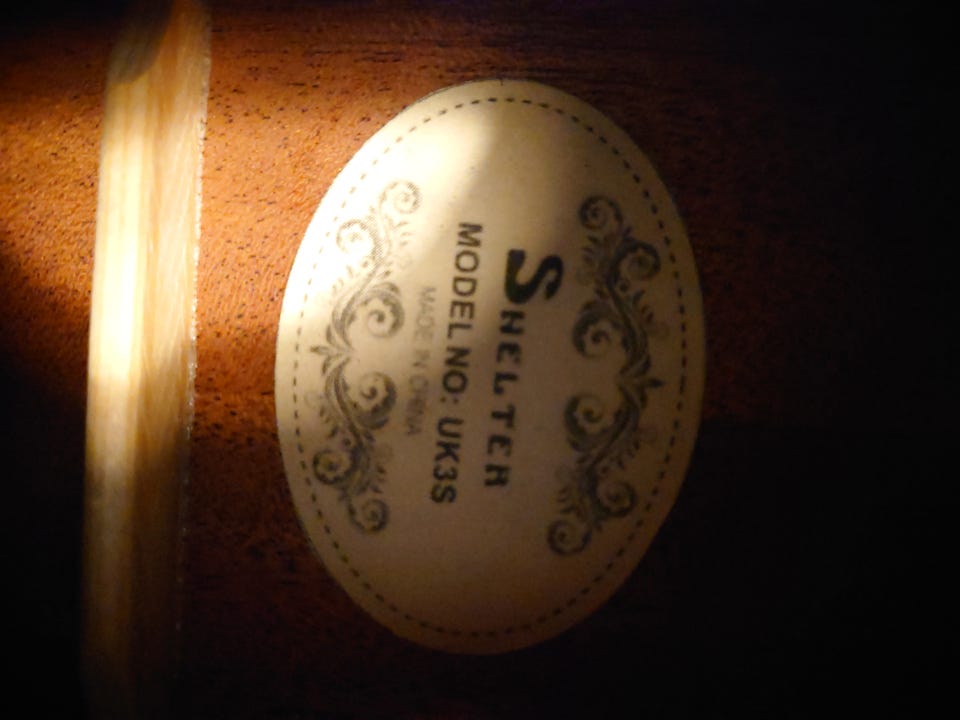 SHELTER
MODEL NO: UK3S
MADE IN CHINA